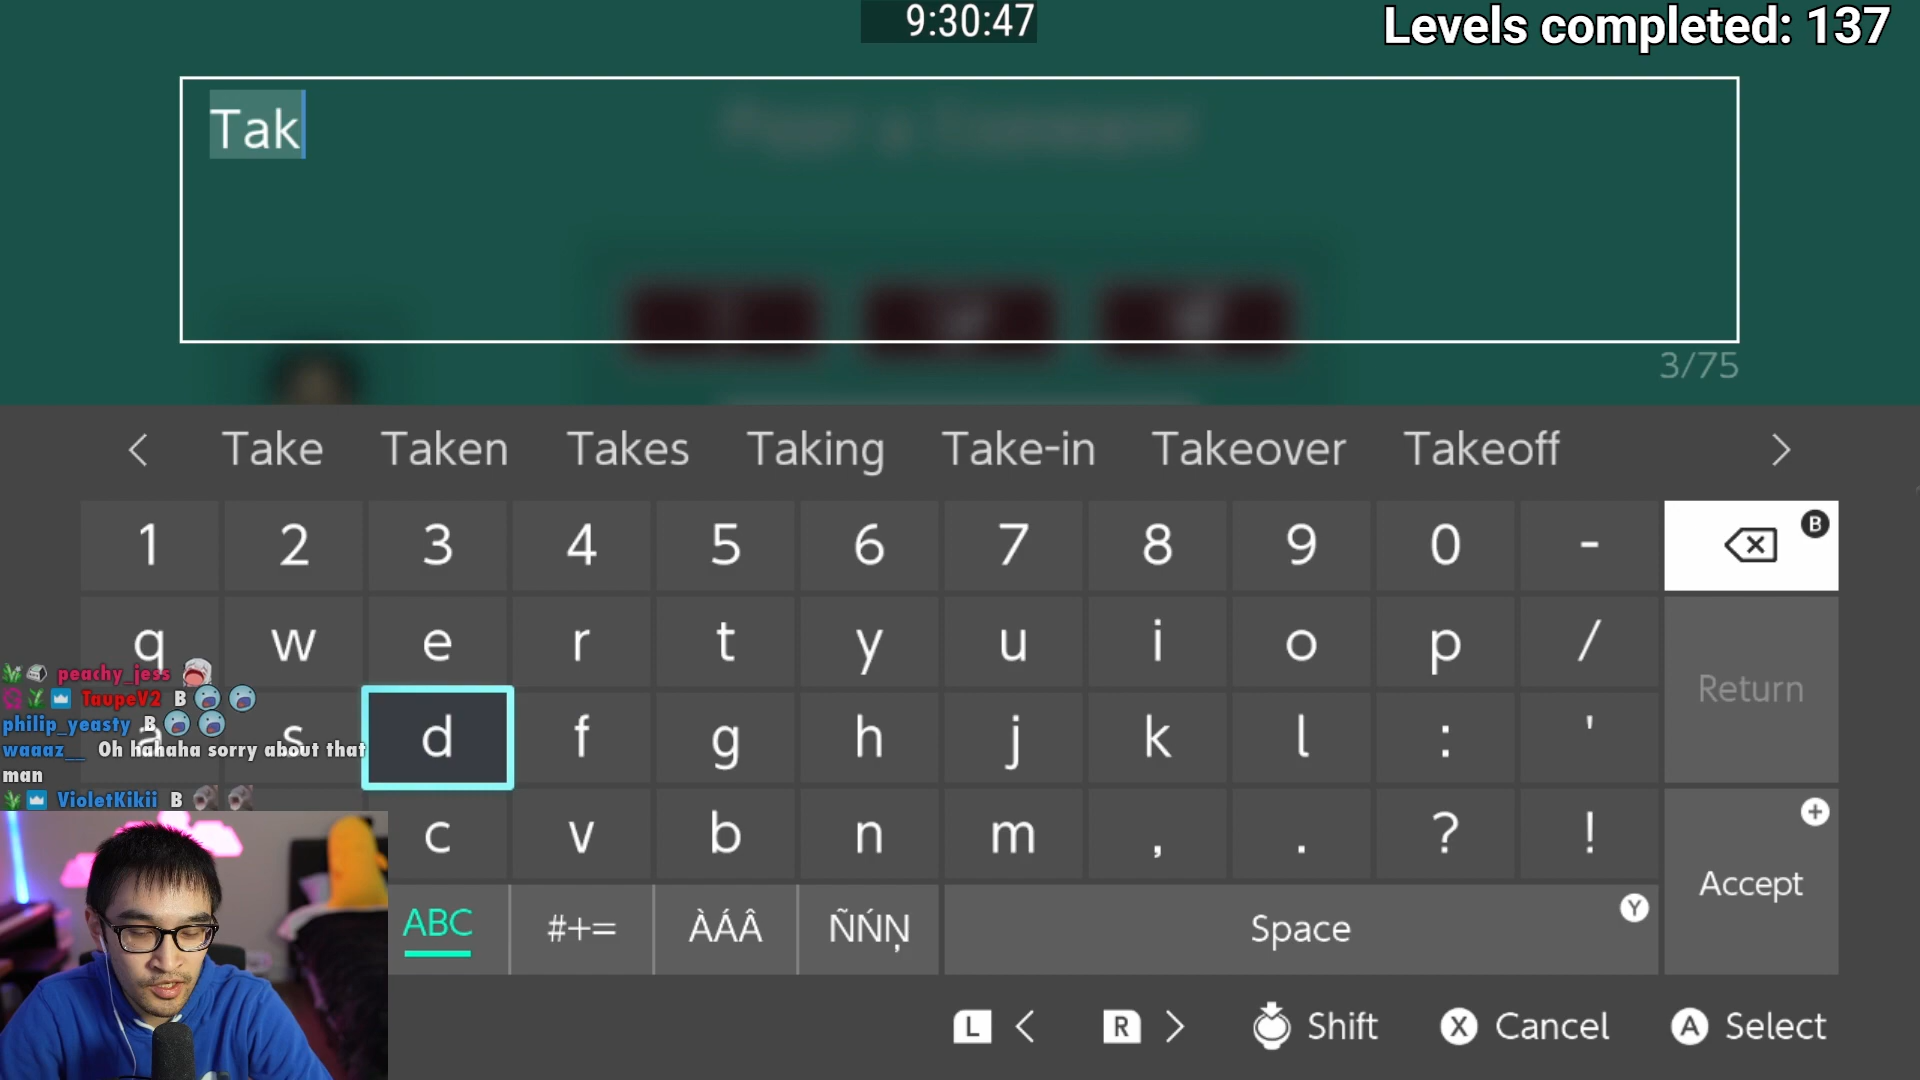 9:30:47
Levels completed: 137
Tak
3/75
< Take Taken Takes Taking Take-in Takeover Takeoff >
1 2 3 4 5 6 7 8 9 0 - B
q w e r t y u i o p /
Return
peachy_jess
TaupeV2 B
philip_yeasty B
a s d f g h j k l : '
waaaz__ Oh hahaha sorry about that
man
VioletKikii B
c v b n m , . ? ! +
Accept
ABC #+= ÀÁÂ ÑŃŅ Space Y
L < R > Shift X Cancel A Select